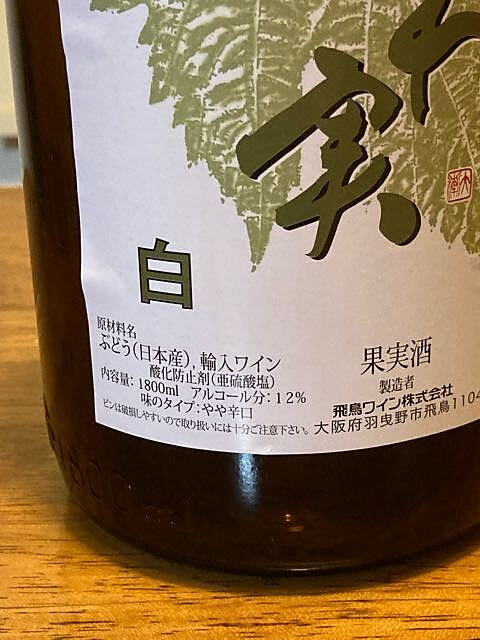 実
白
原材料名
ぶどう(日本産),輸入ワイン
酸化防止剤(亜硫酸塩)
内容量:1800ml アルコール分:12%
味のタイプ:やや辛口
ビンは破損しやすいので取り扱いには十分ご注意下さい。
果実酒
製造者
飛鳥ワイン株式会社
大阪府羽曳野市飛鳥1104
1800ml